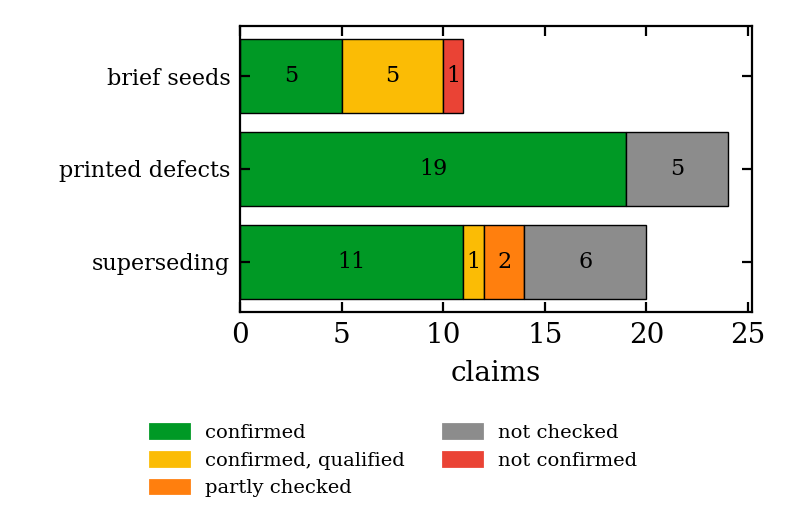 brief seeds 5 5 1
printed defects 19 5
superseding 11 1 2 6
0 5 10 15 20 25
claims
confirmed
confirmed, qualified
partly checked
not checked
not confirmed